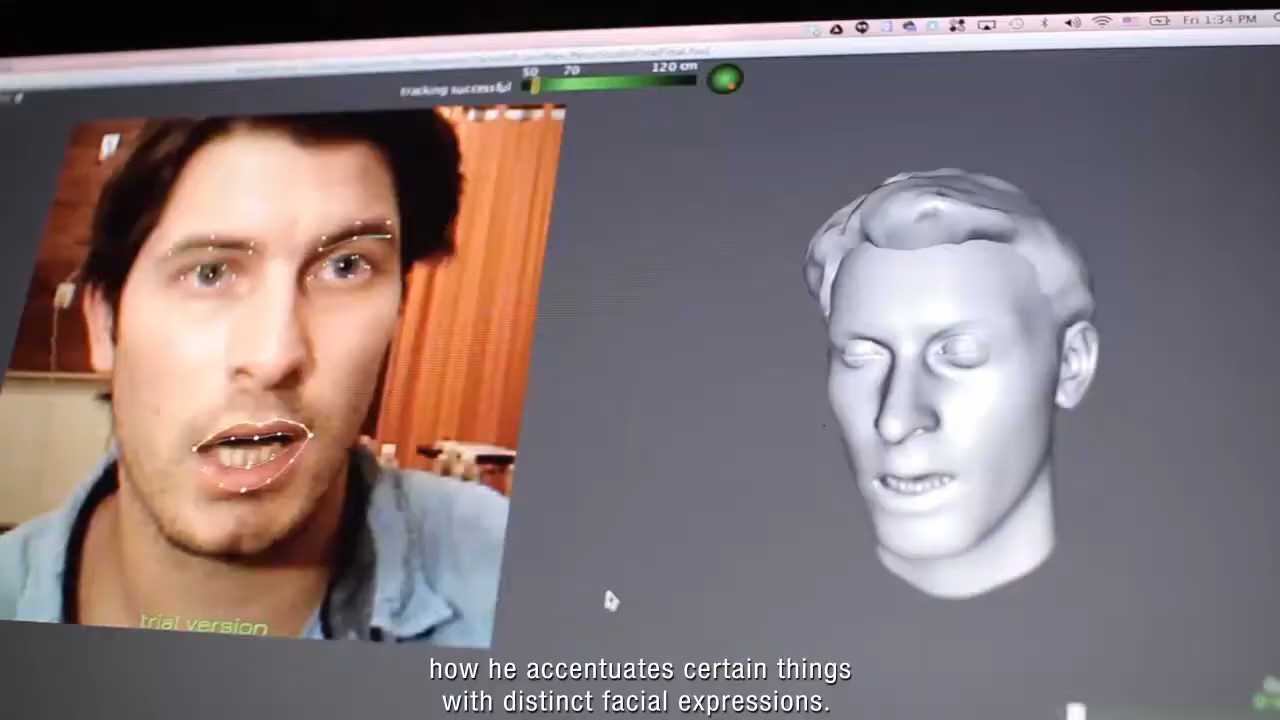 Fri 1:34 PM
50 70 120 cm
tracking successful
trial version
how he accentuates certain things
with distinct facial expressions.